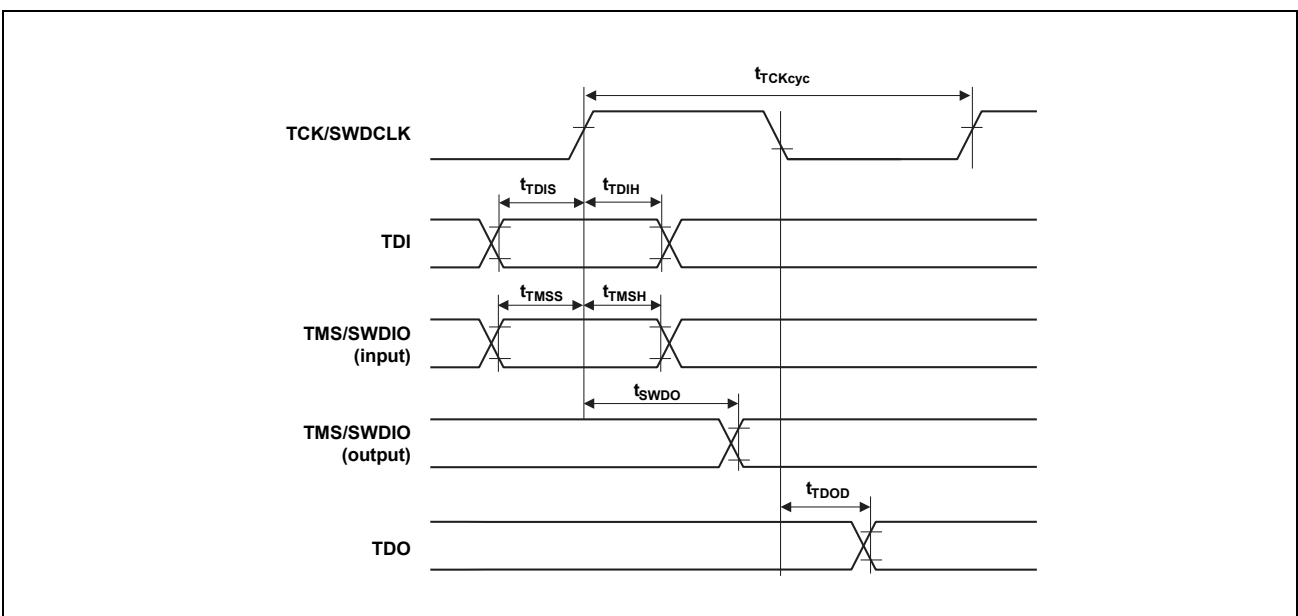 tTCKcyc
TCK/SWDCLK
tTDIS tTDIH
TDI
tTMSS tTMSH
TMS/SWDIO
(input)
tSWDO
TMS/SWDIO
(output)
tTDOD
TDO